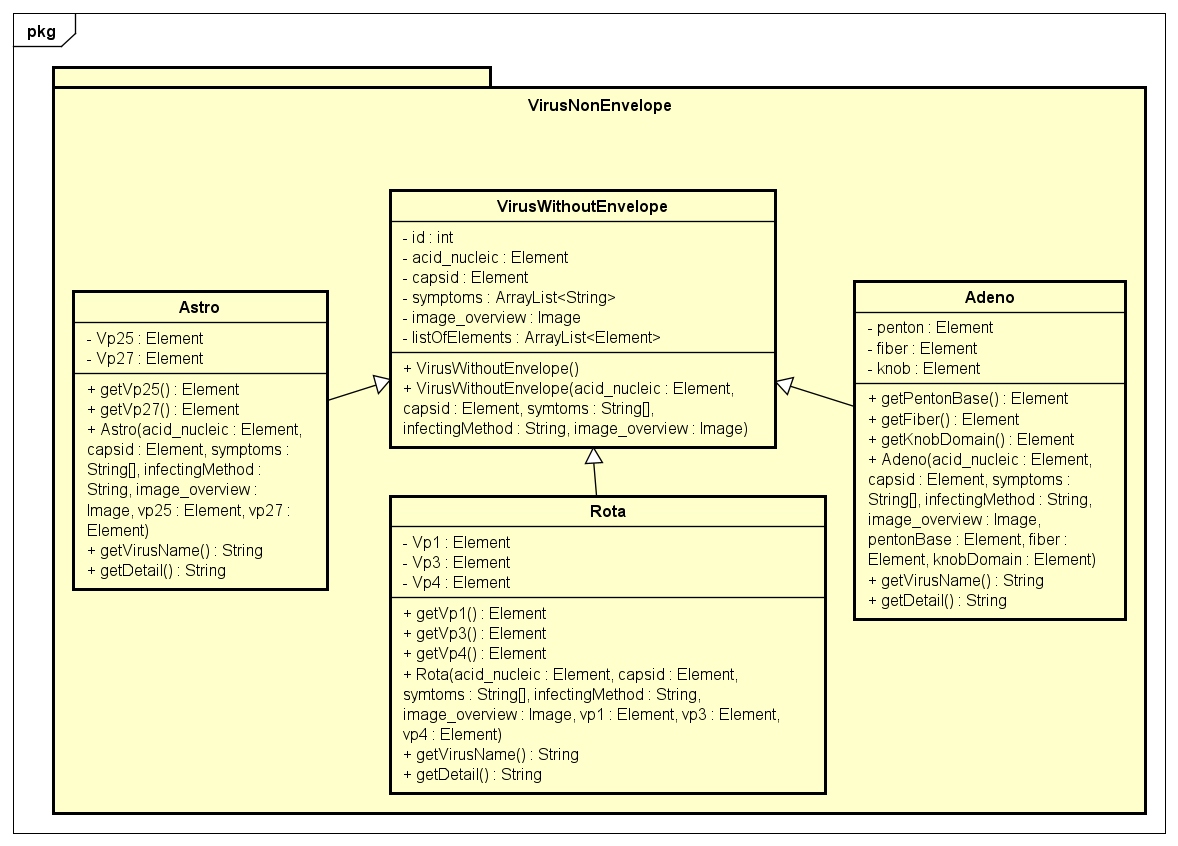 pkg
VirusNonEnvelope
VirusWithoutEnvelope
- id : int
- acid_nucleic : Element
- capsid : Element
- symptoms : ArrayList<String>
- image_overview : Image
- listOfElements : ArrayList<Element>
+ VirusWithoutEnvelope()
+ VirusWithoutEnvelope(acid_nucleic : Element,
capsid : Element, symtoms : String[],
infectingMethod : String, image_overview : Image)
Astro
- Vp25 : Element
- Vp27 : Element
+ getVp25() : Element
+ getVp27() : Element
+ Astro(acid_nucleic : Element,
capsid : Element, symptoms :
String[], infectingMethod :
String, image_overview :
Image, vp25 : Element, vp27 :
Element)
+ getVirusName() : String
+ getDetail() : String
Adeno
- penton : Element
- fiber : Element
- knob : Element
+ getPentonBase() : Element
+ getFiber() : Element
+ getKnobDomain() : Element
+ Adeno(acid_nucleic : Element,
capsid : Element, symptoms :
String[], infectingMethod : String,
image_overview : Image,
pentonBase : Element, fiber :
Element, knobDomain : Element)
+ getVirusName() : String
+ getDetail() : String
Rota
- Vp1 : Element
- Vp3 : Element
- Vp4 : Element
+ getVp1() : Element
+ getVp3() : Element
+ getVp4() : Element
+ Rota(acid_nucleic : Element, capsid : Element,
symtoms : String[], infectingMethod : String,
image_overview : Image, vp1 : Element, vp3 : Element,
vp4 : Element)
+ getVirusName() : String
+ getDetail() : String